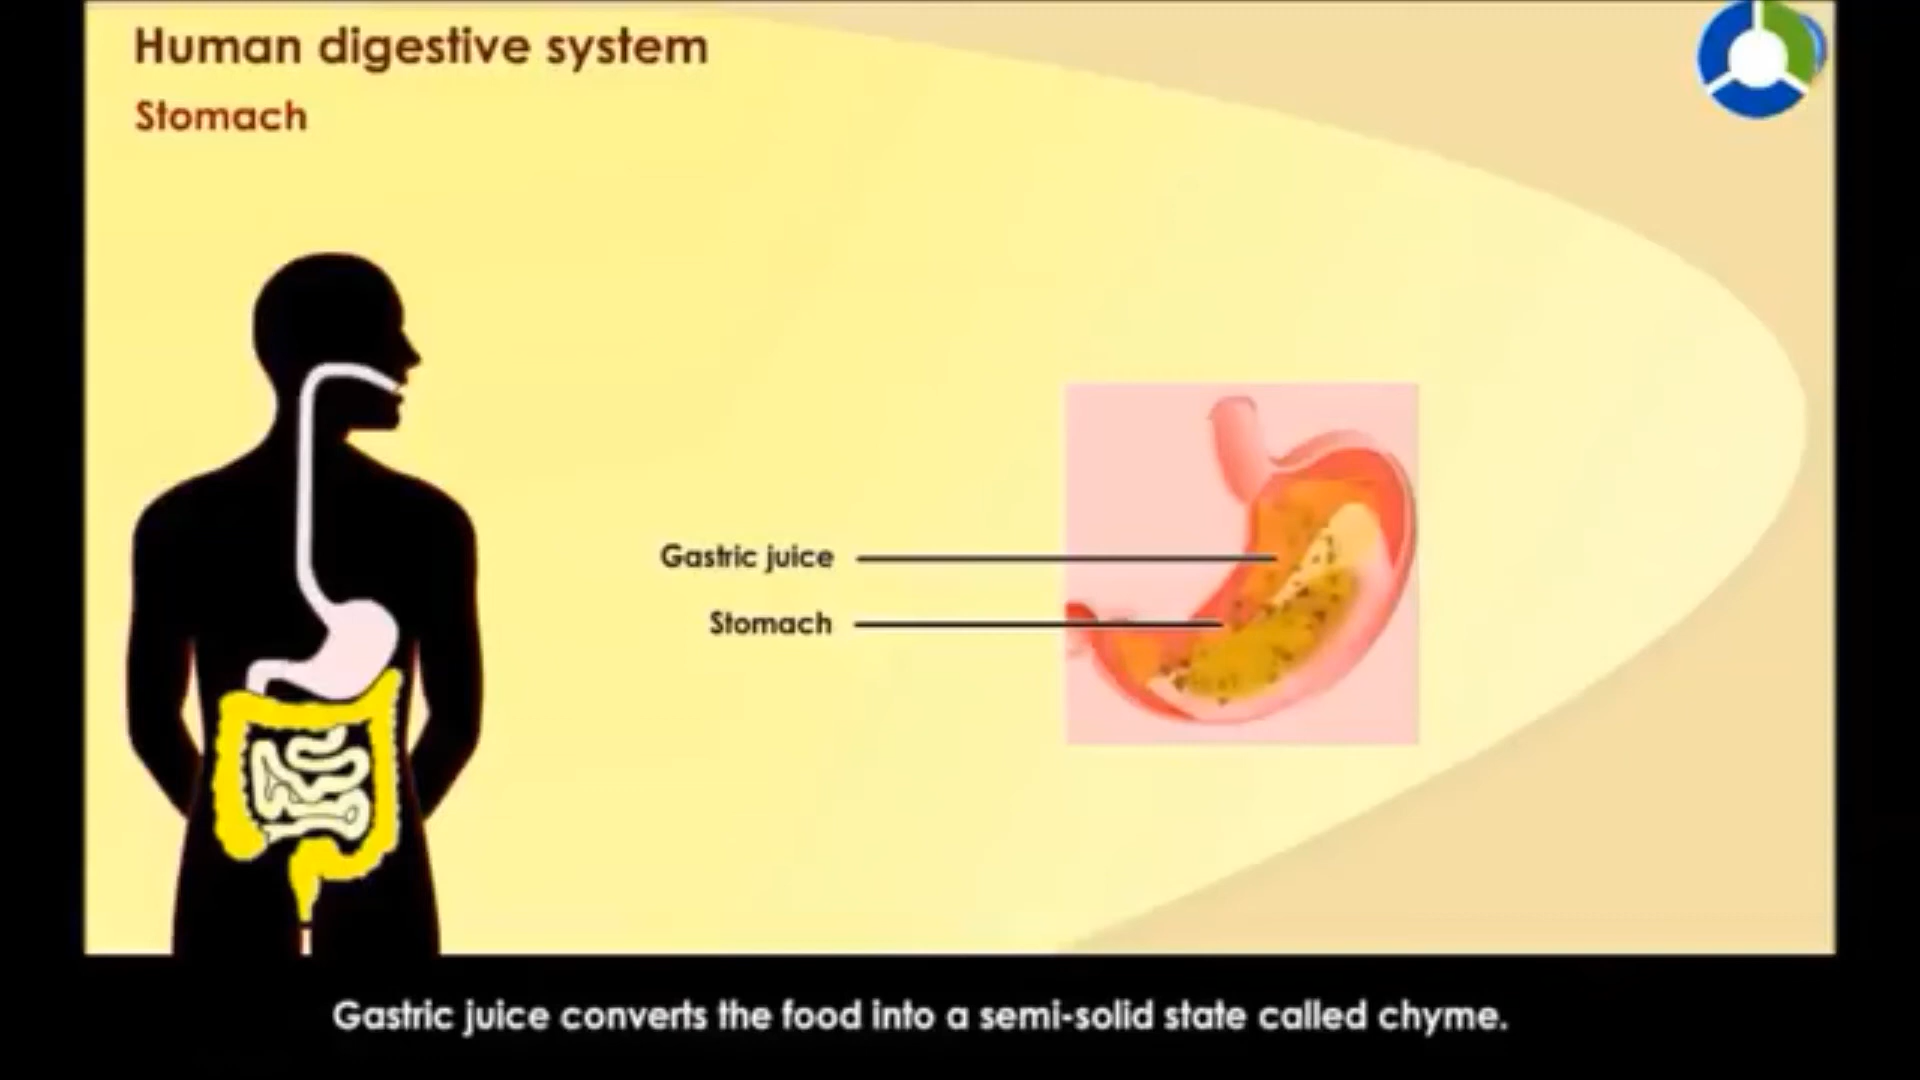 Human digestive system
Stomach
Gastric juice
Stomach
Gastric juice converts the food into a semi-solid state called chyme.